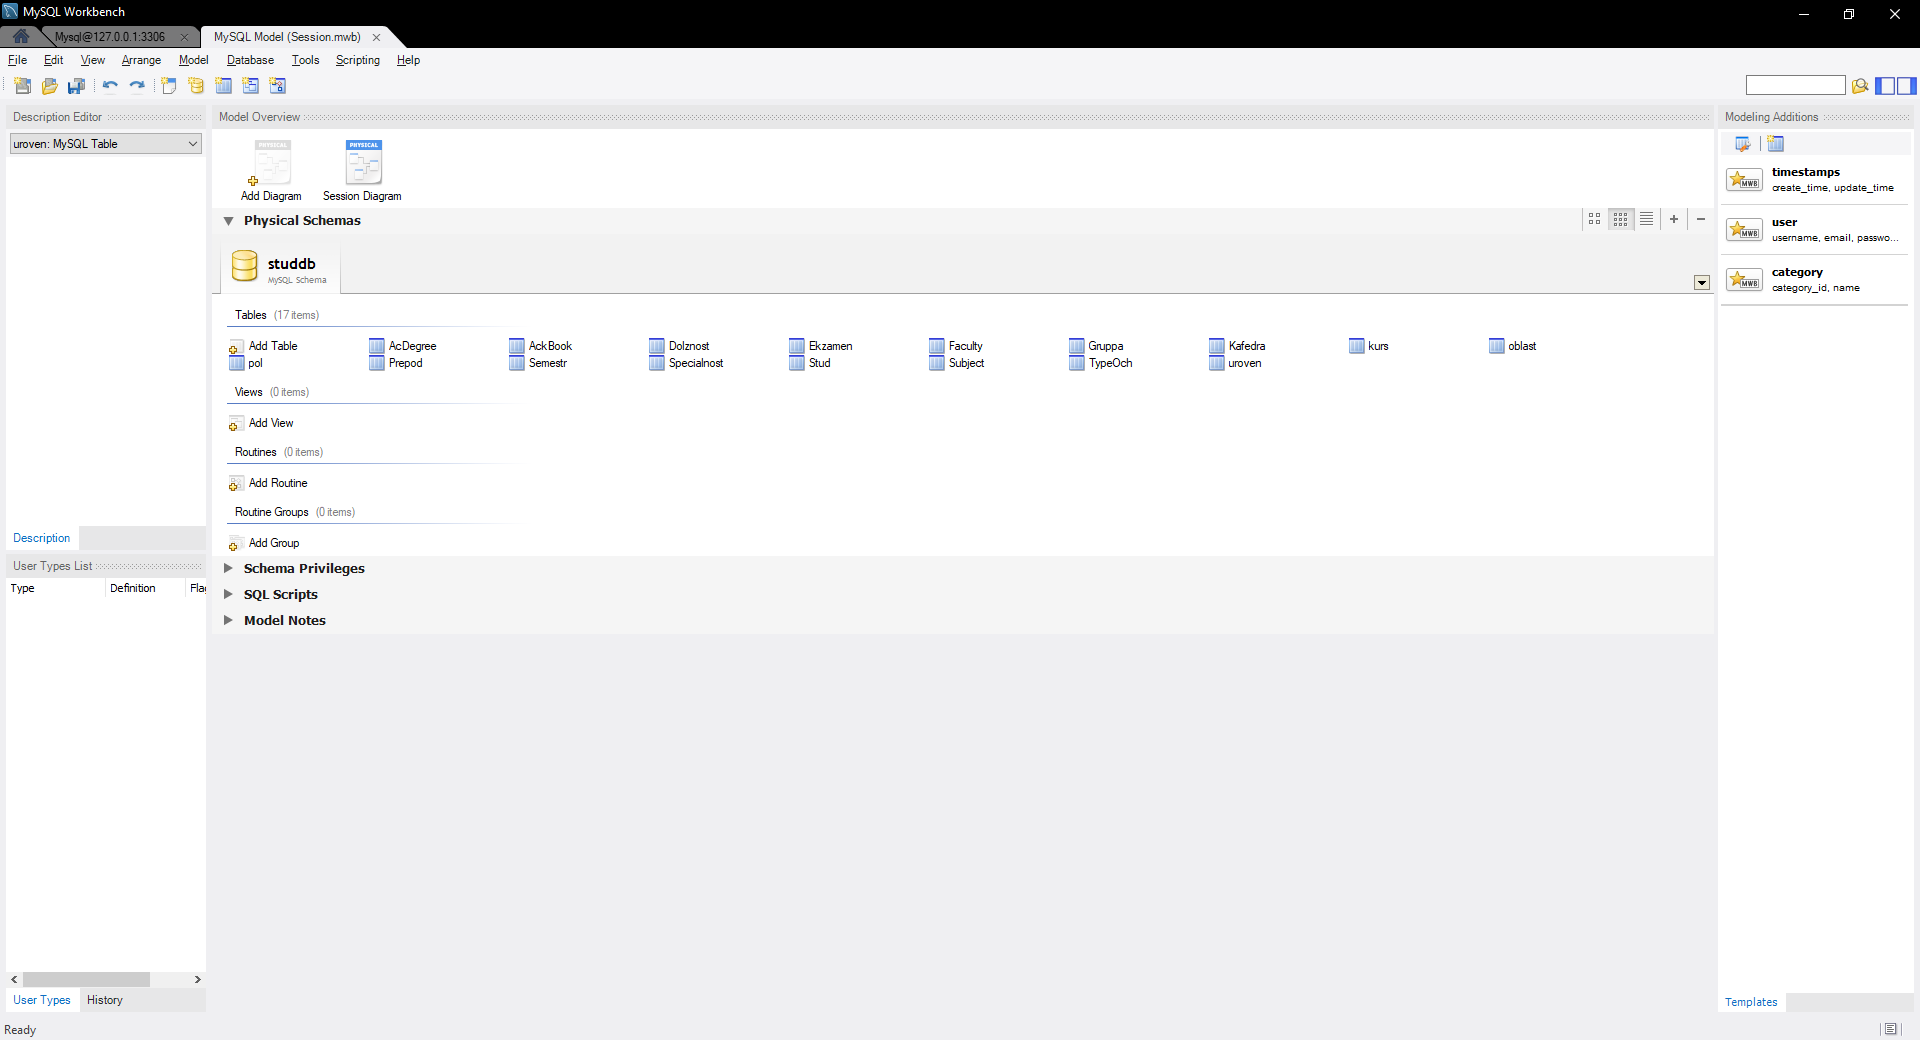 MySQL Workbench
Mysql@127.0.0.1:3306
MySQL Model (Session.mwb)
File Edit View Arrange Model Database Tools Scripting Help
Description Editor
uroven: MySQL Table
Description
User Types List
Type Definition Flag
User Types History
Model Overview
PHYSICAL
PHYSICAL
Add Diagram Session Diagram
Physical Schemas
studdb
MySQL Schema
Tables (17 items)
Add Table AcDegree AckBook Dolznost Ekzamen Faculty Gruppa Kafedra kurs oblast
pol Prepod Semestr Specialnost Stud Subject TypeOch uroven
Views (0 items)
Add View
Routines (0 items)
Add Routine
Routine Groups (0 items)
Add Group
Schema Privileges
SQL Scripts
Model Notes
Modeling Additions
MWB
timestamps
create_time, update_time
MWB
user
username, email, passwo...
MWB
category
category_id, name
Templates
Ready